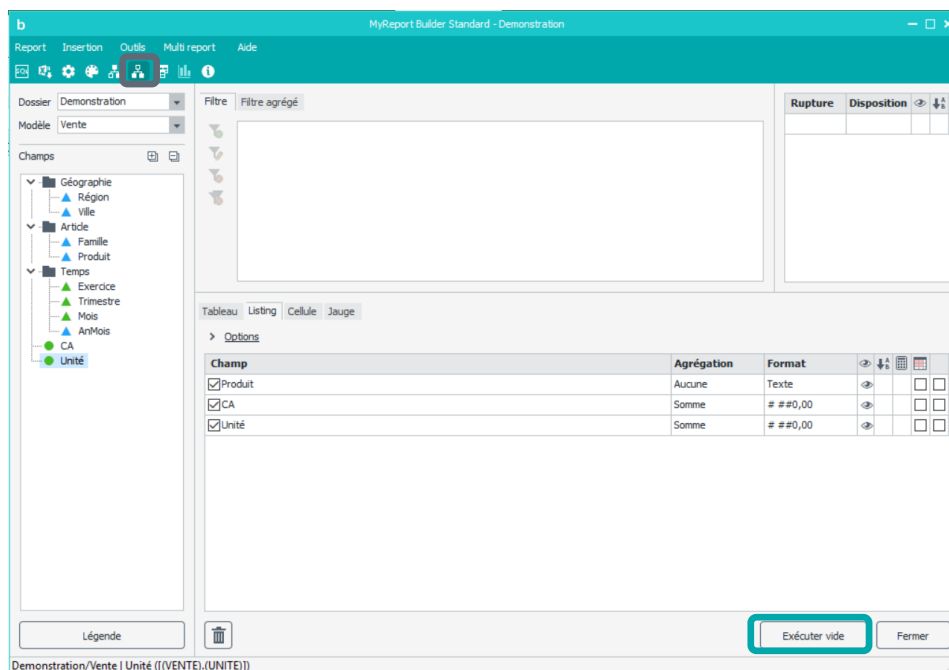 b MyReport Builder Standard - Demonstration
Report Insertion Outils Multi report Aide
Dossier Demonstration
Modèle Vente
Champs
Géographie
Région
Ville
Article
Famille
Produit
Temps
Exercice
Trimestre
Mois
AnMois
CA
Unité
Légende
Filtre Filtre agrégé
Rupture Disposition
Tableau Listing Cellule Jauge
> Options
Champ Agrégation Format
Produit Aucune Texte
CA Somme # ##0,00
Unité Somme # ##0,00
Exécuter vide Fermer
Demonstration/Vente | Unité ([(VENTE).(UNITE)])